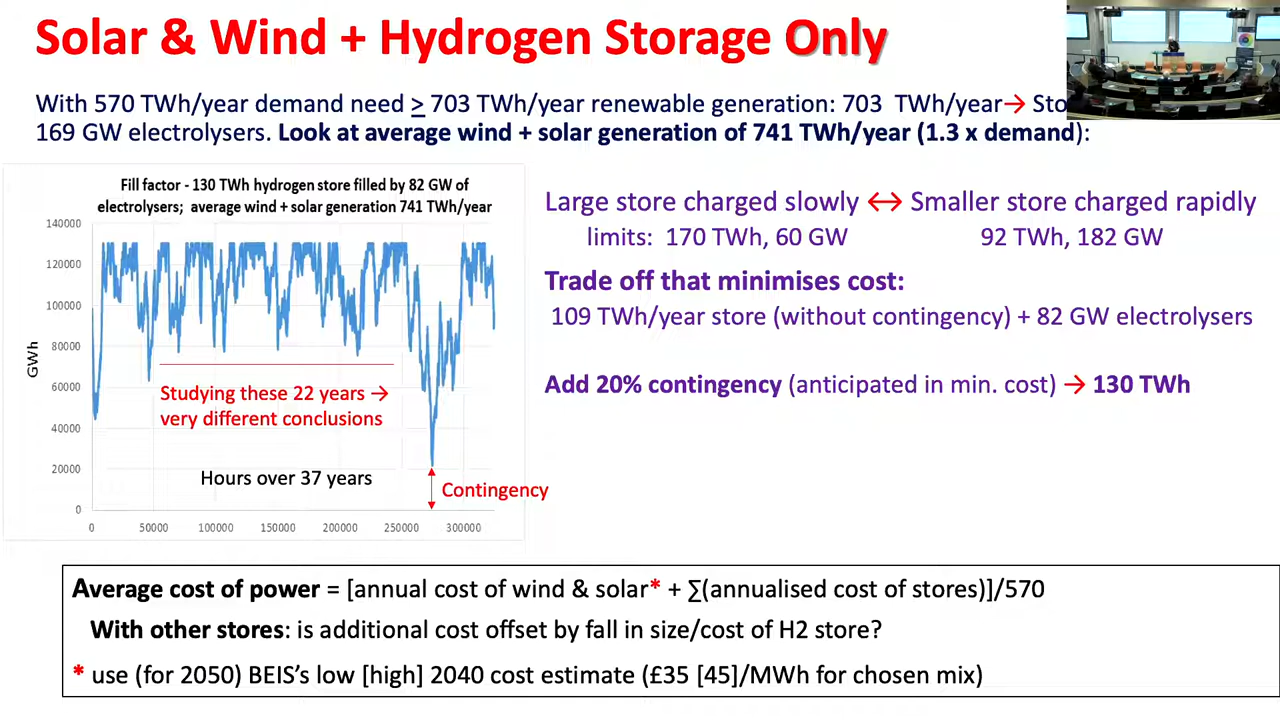 Solar & Wind + Hydrogen Storage Only
With 570 TWh/year demand need ≥ 703 TWh/year renewable generation: 703 TWh/year→
169 GW electrolysers. Look at average wind + solar generation of 741 TWh/year (1.3 x demand):
Fill factor - 130 TWh hydrogen store filled by 82 GW of
electrolysers; average wind + solar generation 741 TWh/year
GWh
140000
120000
100000
80000
60000
40000
20000
0
Studying these 22 years →
very different conclusions
Hours over 37 years
Contingency
0 50000 100000 150000 200000 250000 300000
Large store charged slowly ↔ Smaller store charged rapidly
limits: 170 TWh, 60 GW 92 TWh, 182 GW
Trade off that minimises cost:
109 TWh/year store (without contingency) + 82 GW electrolysers
Add 20% contingency (anticipated in min. cost) → 130 TWh
Average cost of power = [annual cost of wind & solar* + ∑(annualised cost of stores)]/570
With other stores: is additional cost offset by fall in size/cost of H2 store?
* use (for 2050) BEIS's low [high] 2040 cost estimate (£35 [45]/MWh for chosen mix)